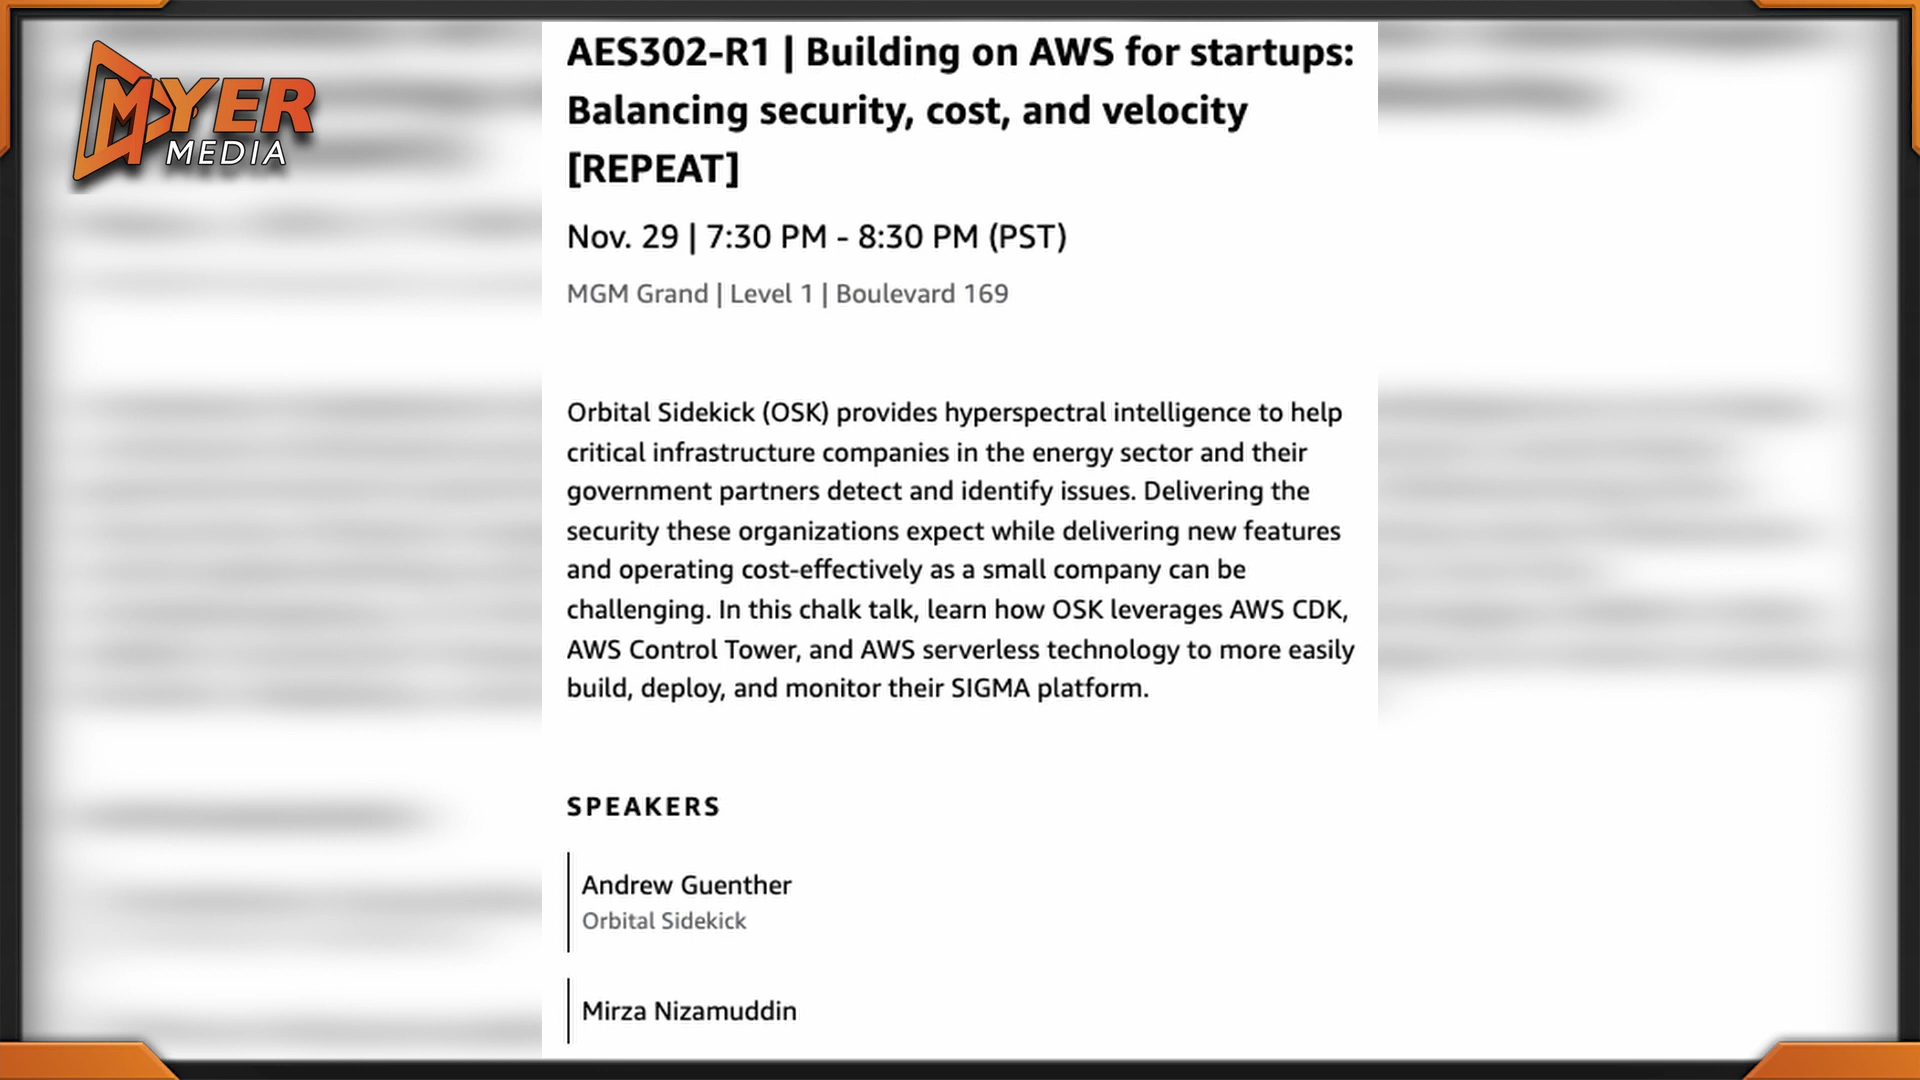 MYER
MEDIA
AES302-R1 | Building on AWS for startups:
Balancing security, cost, and velocity
[REPEAT]
Nov. 29 | 7:30 PM - 8:30 PM (PST)
MGM Grand | Level 1 | Boulevard 169
Orbital Sidekick (OSK) provides hyperspectral intelligence to help
critical infrastructure companies in the energy sector and their
government partners detect and identify issues. Delivering the
security these organizations expect while delivering new features
and operating cost-effectively as a small company can be
challenging. In this chalk talk, learn how OSK leverages AWS CDK,
AWS Control Tower, and AWS serverless technology to more easily
build, deploy, and monitor their SIGMA platform.
SPEAKERS
Andrew Guenther
Orbital Sidekick
Mirza Nizamuddin